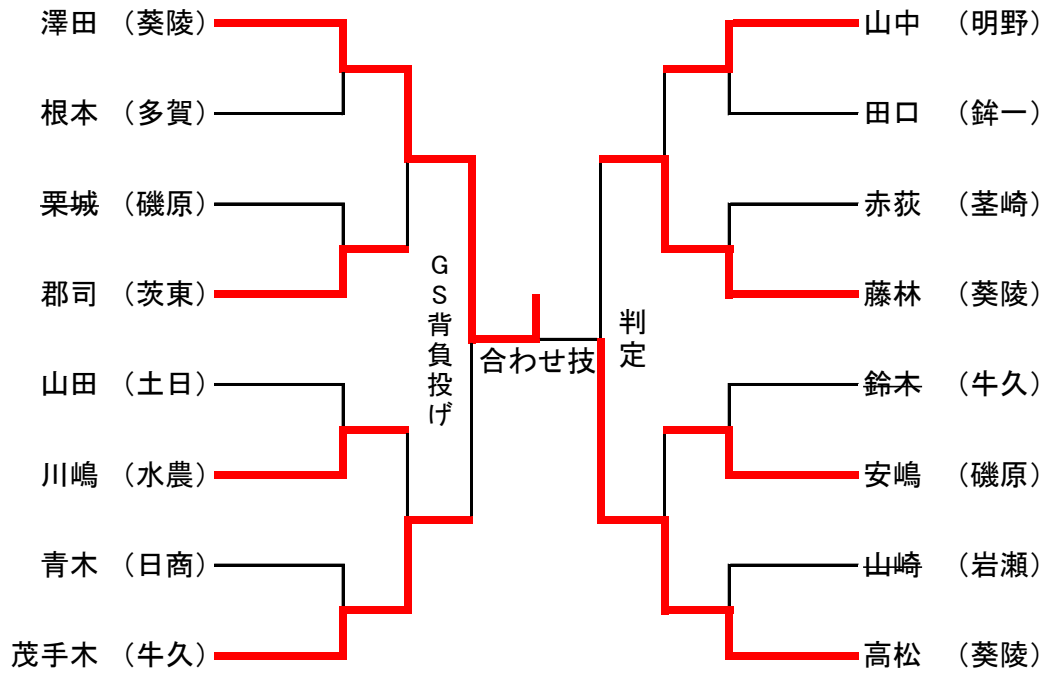 澤田（葵陵）
根本（多賀）
栗城（磯原）
郡司（茨東）
山田（土日）
川嶋（水農）
青木（日商）
茂手木（牛久）
GS背負投げ
合わせ技
判定
山中（明野）
田口（鉾一）
赤荻（茎崎）
藤林（葵陵）
鈴木（牛久）
安嶋（磯原）
山崎（岩瀬）
高松（葵陵）